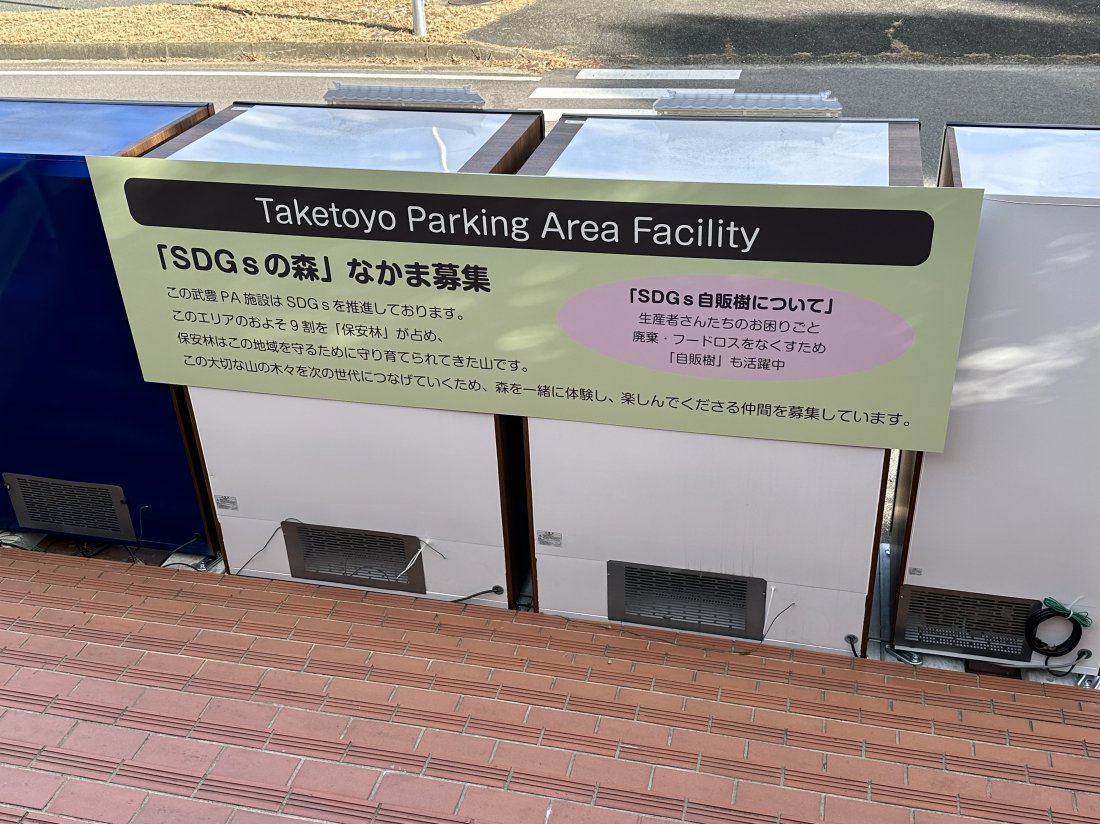 Taketoyo Parking Area Facility
「SDGｓの森」なかま募集
この武豊 PA 施設は SDGｓを推進しております。
このエリアのおよそ９割を「保安林」が占め、
保安林はこの地域を守るために守り育てられてきた山です。
この大切な山の木々を次の世代につなげていくため、森を一緒に体験し、楽しんでくださる仲間を募集しています。
「SDGｓ自販樹について」
生産者さんたちのお困りごと
廃棄・フードロスをなくすため
「自販樹」も活躍中